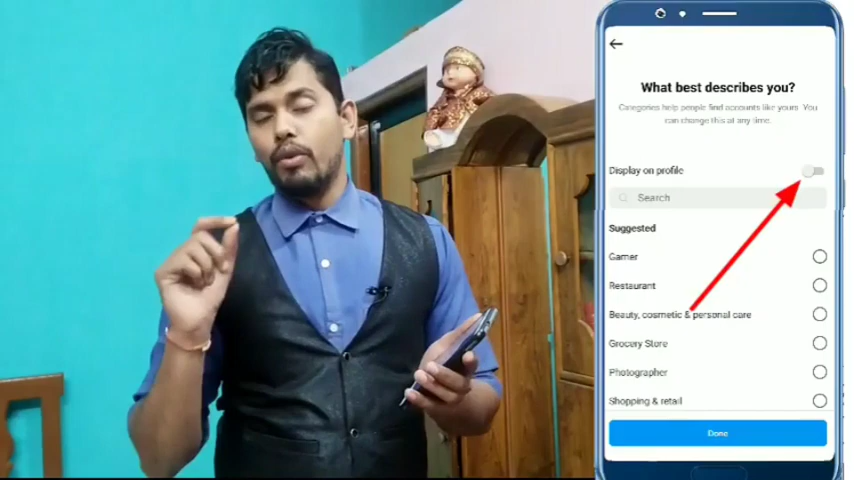 What best describes you?
Categories help people find accounts like yours. You
can change this at any time.
Display on profile
Search
Suggested
Gamer
Restaurant
Beauty, cosmetic & personal care
Grocery Store
Photographer
Shopping & retail
Done